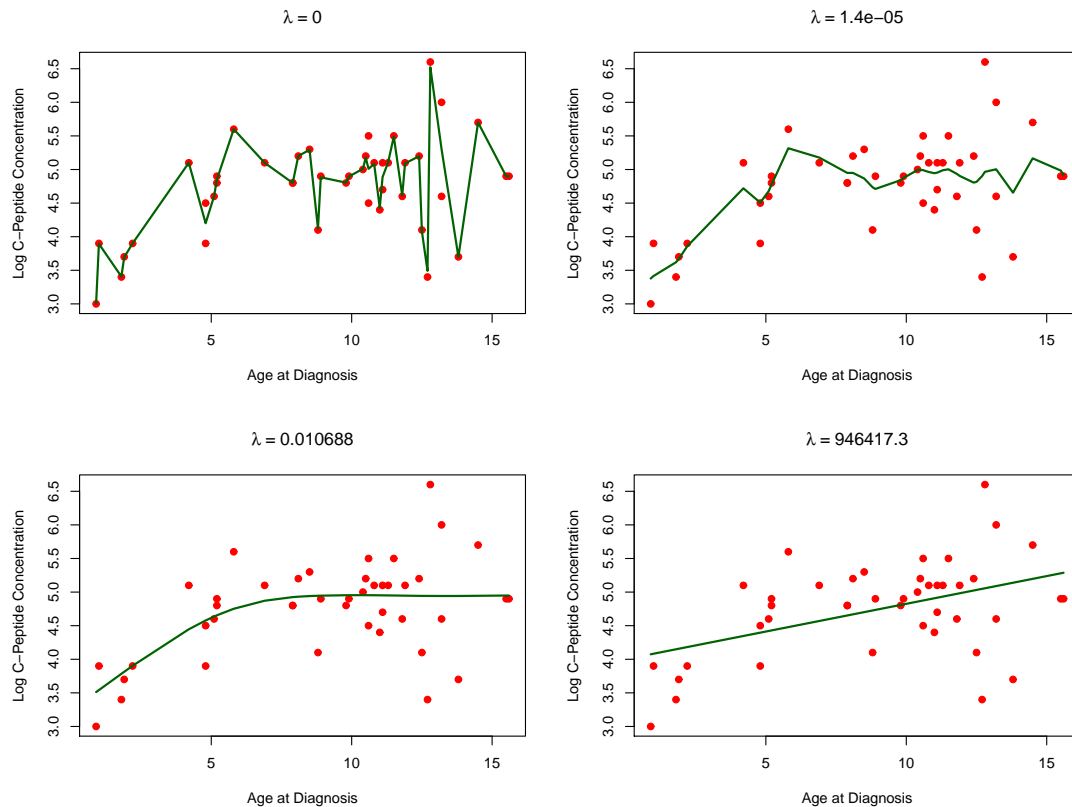 λ = 0
6.5
6.0
5.5
5.0
4.5
4.0
3.5
3.0
Log C−Peptide Concentration
5 10 15
Age at Diagnosis
λ = 1.4e−05
6.5
6.0
5.5
5.0
4.5
4.0
3.5
3.0
Log C−Peptide Concentration
5 10 15
Age at Diagnosis
λ = 0.010688
6.5
6.0
5.5
5.0
4.5
4.0
3.5
3.0
Log C−Peptide Concentration
5 10 15
Age at Diagnosis
λ = 946417.3
6.5
6.0
5.5
5.0
4.5
4.0
3.5
3.0
Log C−Peptide Concentration
5 10 15
Age at Diagnosis